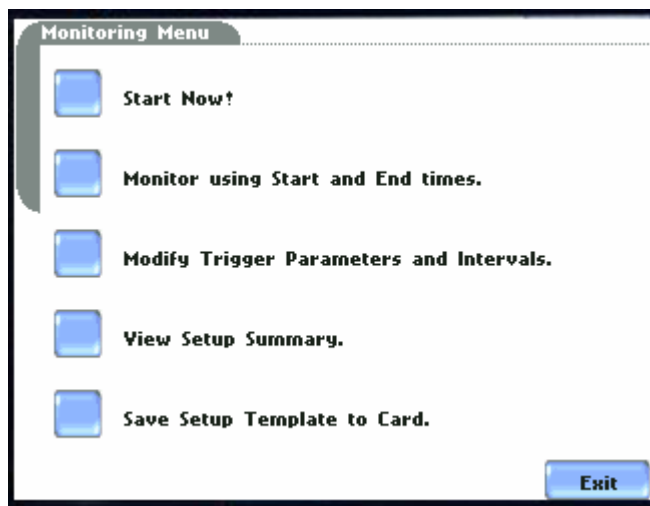 Monitoring Menu
Start Now!
Monitor using Start and End times.
Modify Trigger Parameters and Intervals.
View Setup Summary.
Save Setup Template to Card.
Exit